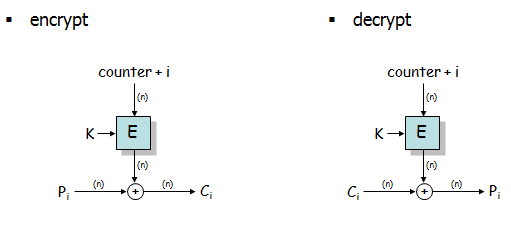 ▪ encrypt
counter + i
(n)
K
E
(n)
Pi
(n)
+
(n)
Ci
▪ decrypt
counter + i
(n)
K
E
(n)
Ci
(n)
+
(n)
Pi